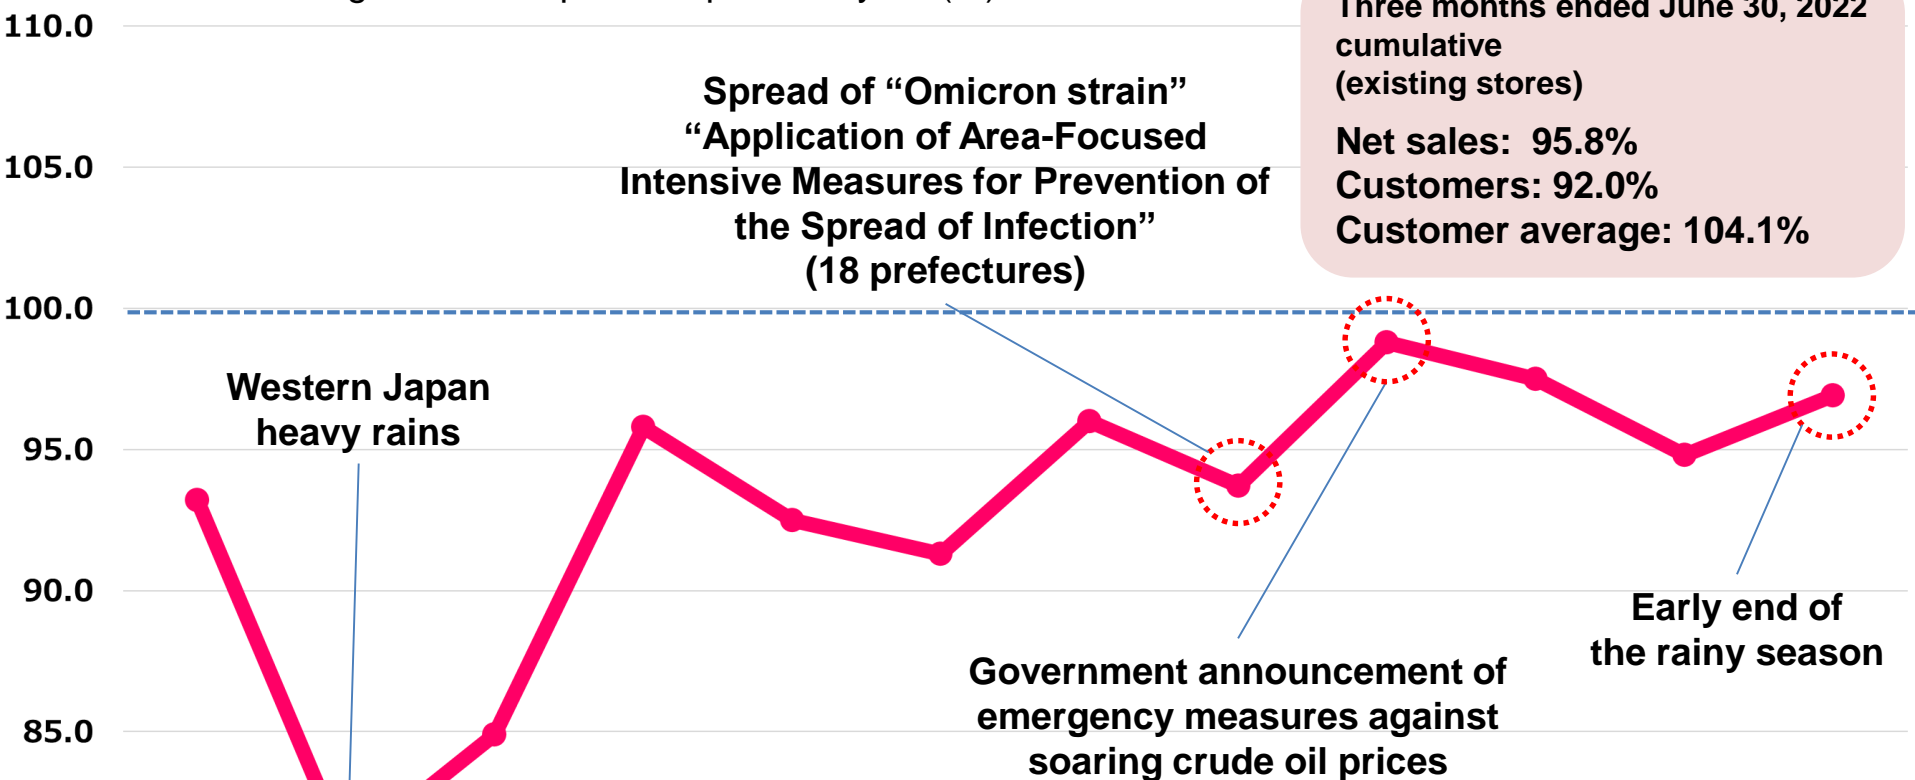 110.0
Three months ended June 30, 2022
cumulative
(existing stores)
Net sales: 95.8%
Customers: 92.0%
Customer average: 104.1%
Spread of “Omicron strain”
“Application of Area-Focused
Intensive Measures for Prevention of
the Spread of Infection”
(18 prefectures)
105.0
100.0
Western Japan
heavy rains
95.0
90.0
Early end of
the rainy season
Government announcement of
emergency measures against
soaring crude oil prices
85.0